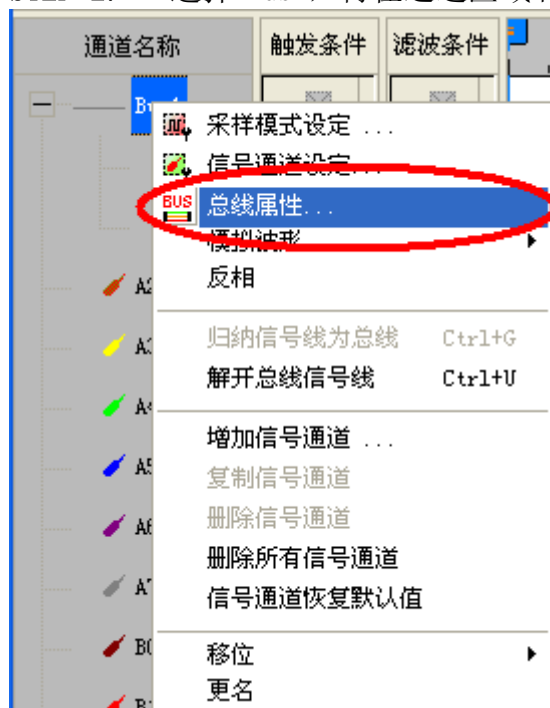 通道名称 触发条件 滤波条件
采样模式设定 ...
信号通道设定...
BUS 总线属性...
模拟波形
A2 反相
A3 归纳信号线为总线 Ctrl+G
解开总线信号线 Ctrl+U
A4
增加信号通道 ...
A5 复制信号通道
A6 删除信号通道
删除所有信号通道
A7 信号通道恢复默认值
B0 移位
更名